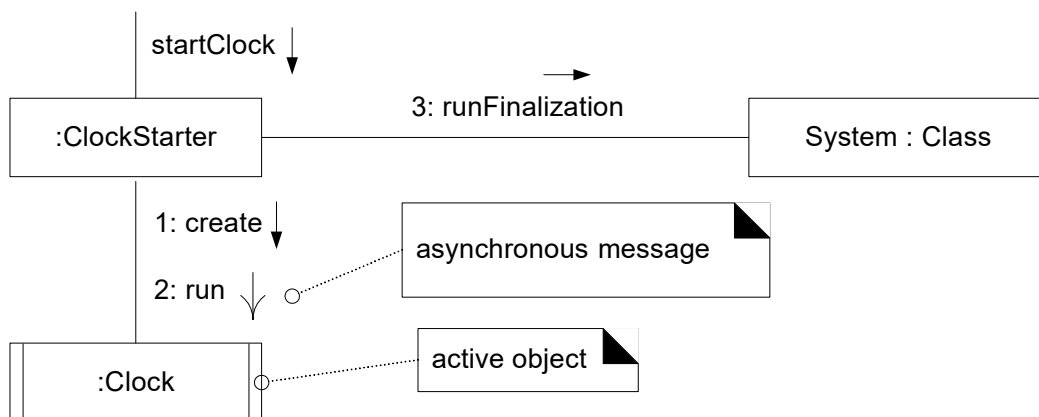 startClock
3: runFinalization
:ClockStarter
System : Class
1: create
asynchronous message
2: run
active object
:Clock